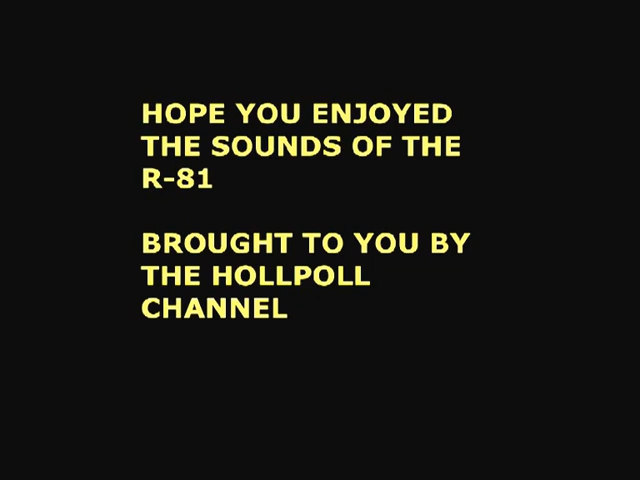 HOPE YOU ENJOYED
THE SOUNDS OF THE
R-81
BROUGHT TO YOU BY
THE HOLLPOLL
CHANNEL